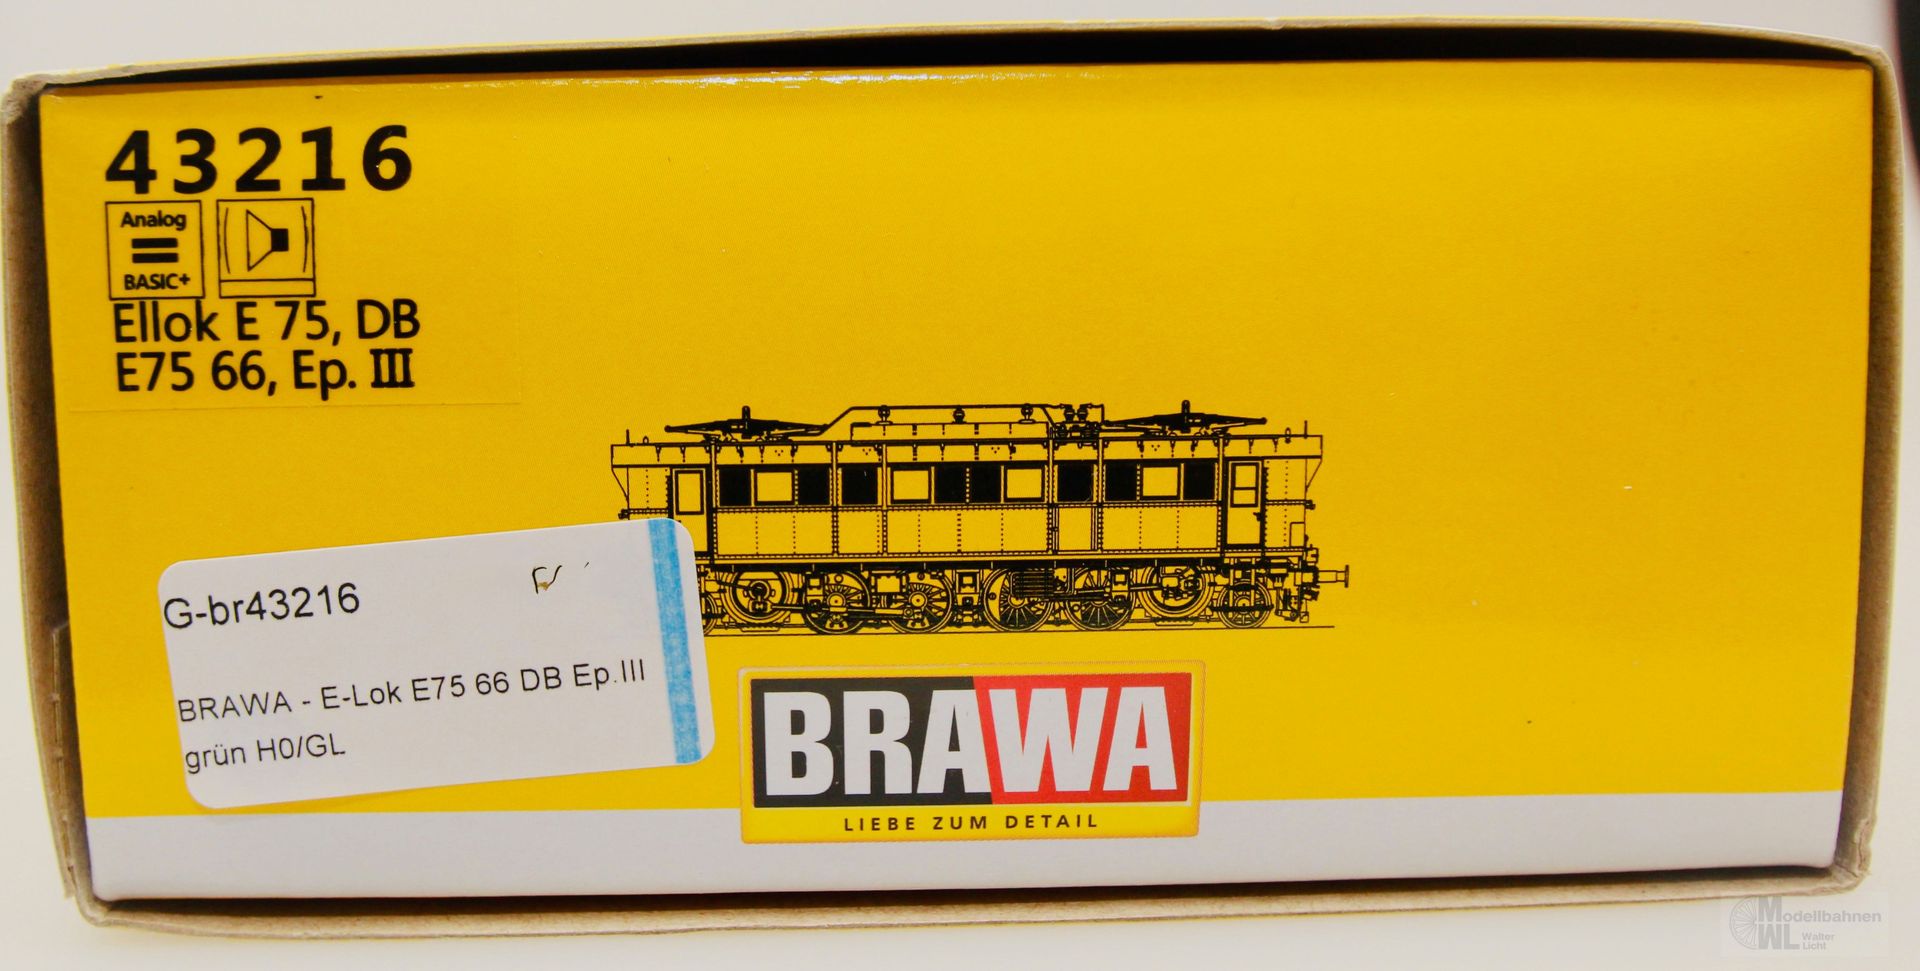 43216
Analog
BASIC+
Ellok E 75, DB
E75 66, Ep. III
G-br43216
BRAWA - E-Lok E75 66 DB Ep.III
grün H0/GL
BRAWA
LIEBE ZUM DETAIL
Modellbahnen
WL Walter
Licht